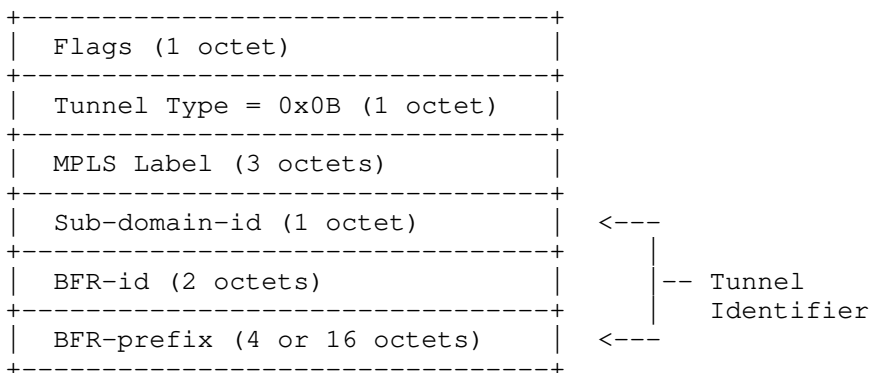 +---------------------------------+
|  Flags (1 octet)                |
+---------------------------------+
|  Tunnel Type = 0x0B (1 octet)   |
+---------------------------------+
|  MPLS Label (3 octets)          |
+---------------------------------+
|  Sub-domain-id (1 octet)        |  <---
+---------------------------------+     |
|  BFR-id (2 octets)              |     |-- Tunnel
+---------------------------------+     |   Identifier
|  BFR-prefix (4 or 16 octets)    |  <---
+---------------------------------+